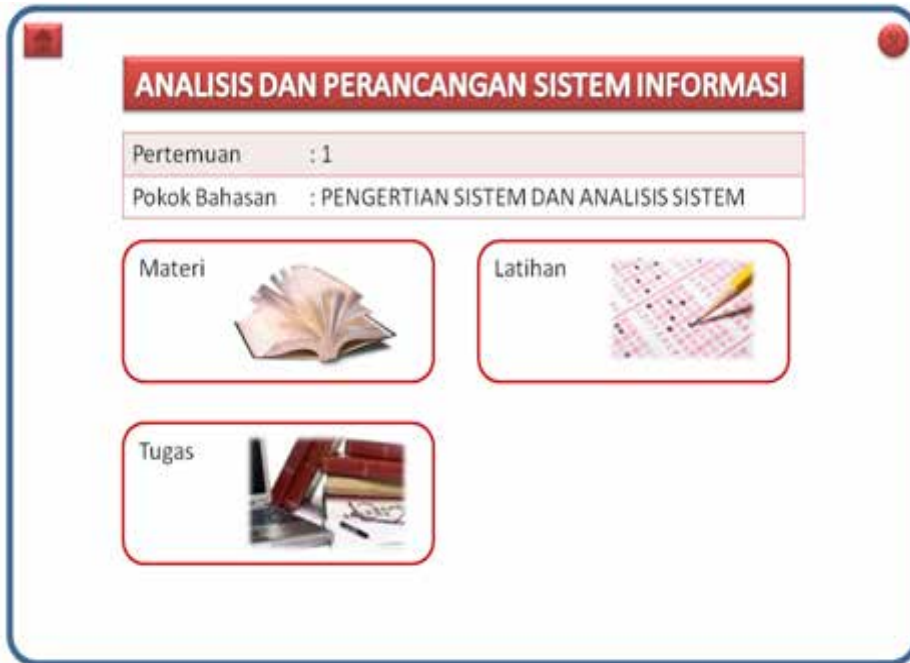 ANALISIS DAN PERANCANGAN SISTEM INFORMASI
Pertemuan : 1
Pokok Bahasan : PENGERTIAN SISTEM DAN ANALISIS SISTEM
Materi
Latihan
Tugas